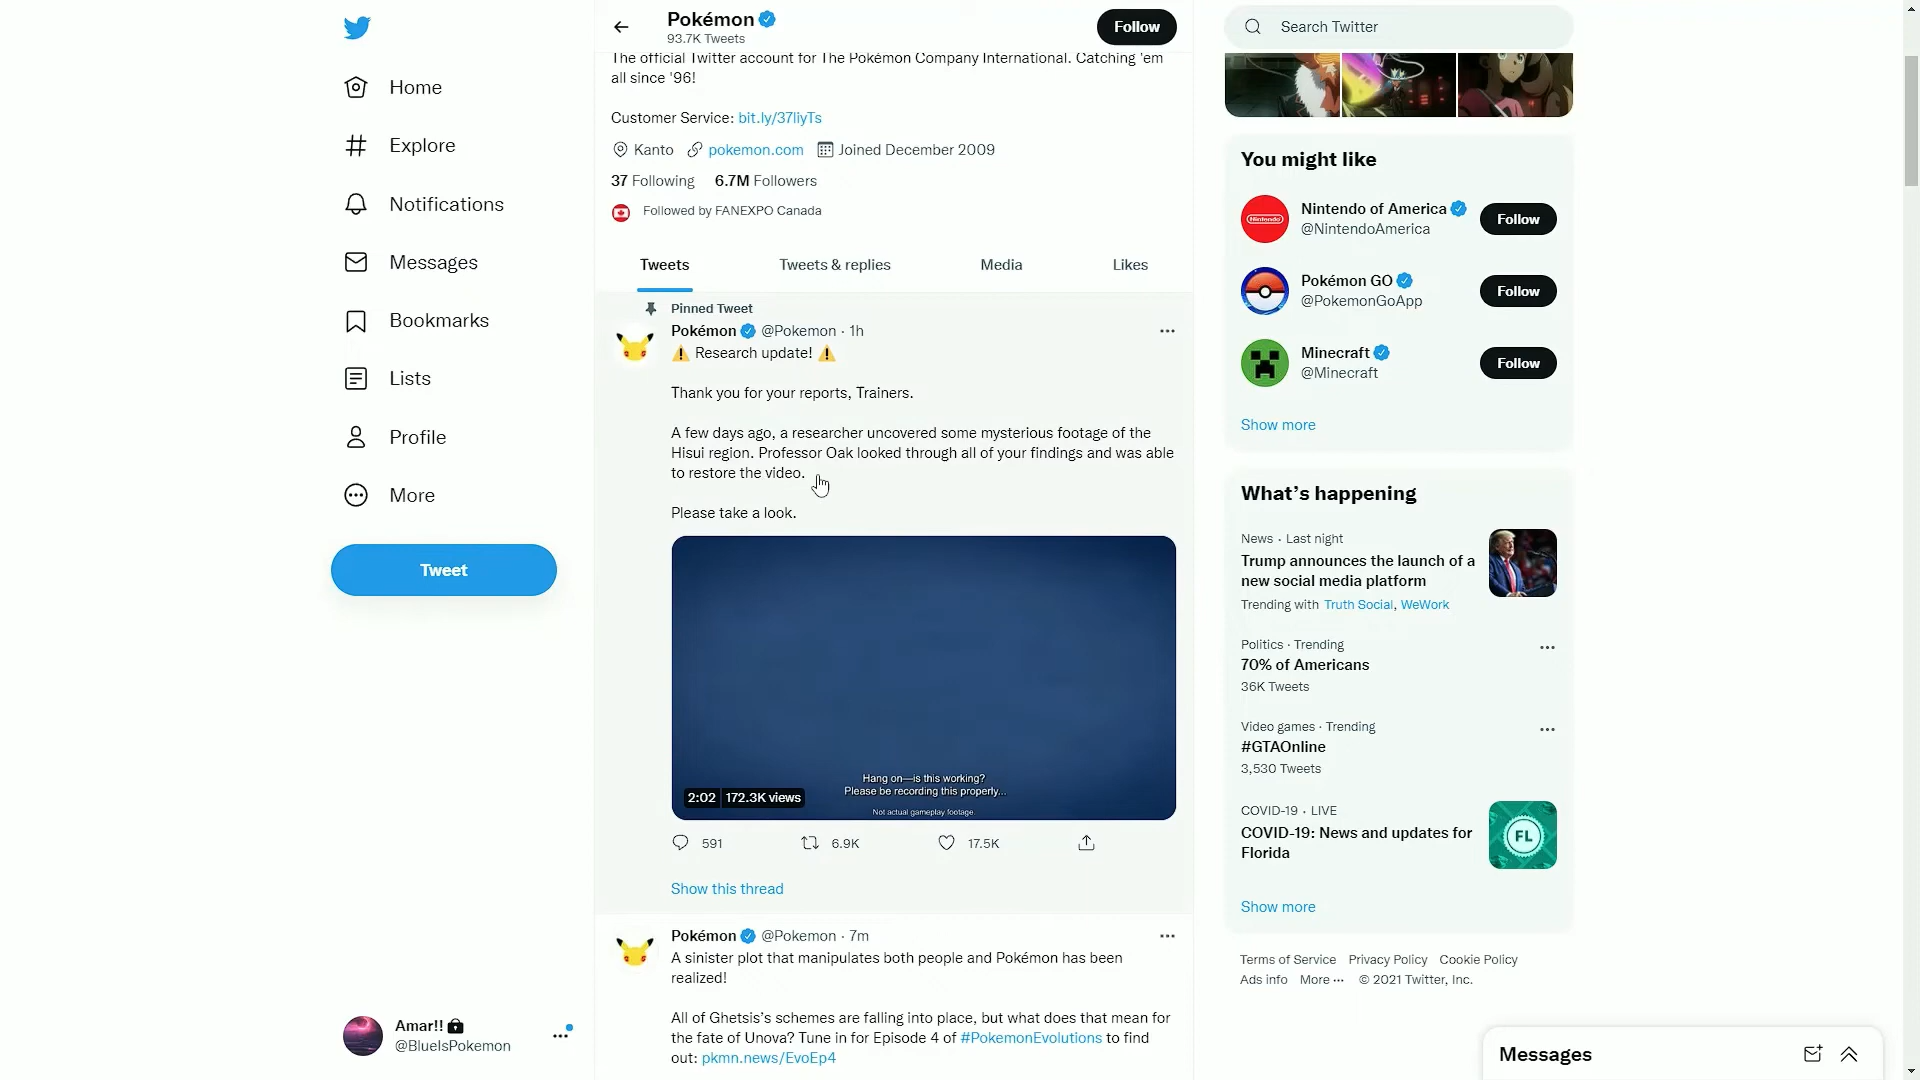 Home
Explore
Notifications
Messages
Bookmarks
Lists
Profile
More
Tweet
Amar!!
@BlueIsPokemon
Pokémon
93.7K Tweets
Follow
The official Twitter account for The Pokémon Company International. Catching 'em
all since '96!
Customer Service: bit.ly/37liyTs
Kanto pokemon.com Joined December 2009
37 Following 6.7M Followers
Followed by FANEXPO Canada
Tweets Tweets & replies Media Likes
Pinned Tweet
Pokémon @Pokemon · 1h
⚠️ Research update! ⚠️
Thank you for your reports, Trainers.
A few days ago, a researcher uncovered some mysterious footage of the
Hisui region. Professor Oak looked through all of your findings and was able
to restore the video.
Please take a look.
Hang on—is this working?
Please be recording this properly...
2:02 172.3K views
Not actual gameplay footage.
591 6.9K 17.5K
Show this thread
Pokémon @Pokemon · 7m
A sinister plot that manipulates both people and Pokémon has been
realized!
All of Ghetsis's schemes are falling into place, but what does that mean for
the fate of Unova? Tune in for Episode 4 of #PokemonEvolutions to find
out: pkmn.news/EvoEp4
Search Twitter
You might like
Nintendo
Nintendo of America
@NintendoAmerica
Follow
Pokémon GO
@PokemonGoApp
Follow
Minecraft
@Minecraft
Follow
Show more
What's happening
News · Last night
Trump announces the launch of a
new social media platform
Trending with Truth Social, WeWork
Politics · Trending
70% of Americans
36K Tweets
Video games · Trending
#GTAOnline
3,530 Tweets
COVID-19 · LIVE
COVID-19: News and updates for
Florida
FL
Show more
Terms of Service Privacy Policy Cookie Policy
Ads info More ··· © 2021 Twitter, Inc.
Messages